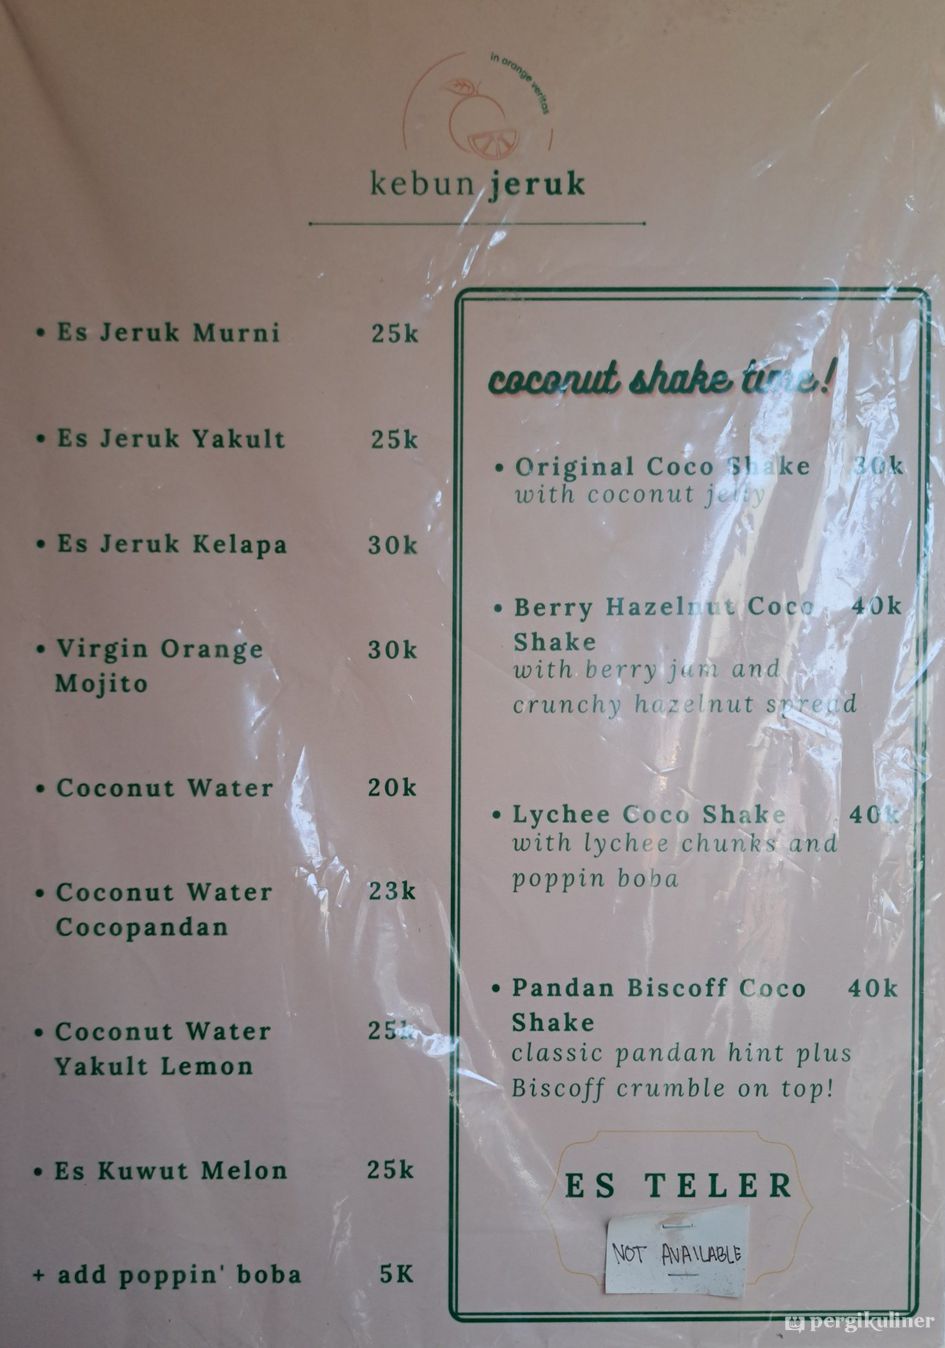 in orange veritas
kebun jeruk
• Es Jeruk Murni 25k
• Es Jeruk Yakult 25k
• Es Jeruk Kelapa 30k
• Virgin Orange 30k
Mojito
• Coconut Water 20k
• Coconut Water 23k
Cocopandan
• Coconut Water 25k
Yakult Lemon
• Es Kuwut Melon 25k
+ add poppin' boba 5K
coconut shake time!
• Original Coco Shake 30k
with coconut jelly
• Berry Hazelnut Coco 40k
Shake
with berry jam and
crunchy hazelnut spread
• Lychee Coco Shake 40k
with lychee chunks and
poppin boba
• Pandan Biscoff Coco 40k
Shake
classic pandan hint plus
Biscoff crumble on top!
ES TELER
NOT AVAILABLE
pergikuliner